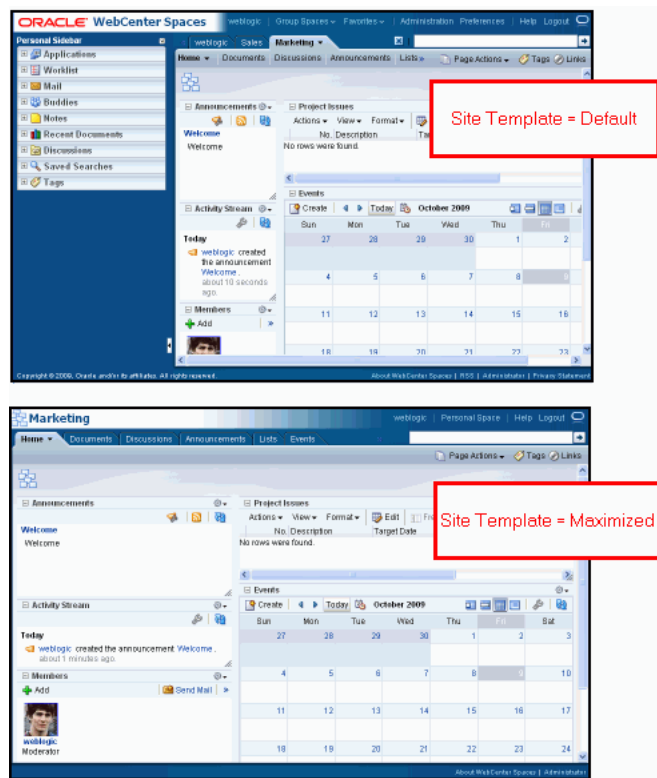 ORACLE WebCenter Spaces weblogic | Group Spaces Favorites | Administration Preferences | Help Logout
Personal Sidebar
weblogic Sales Marketing
Home Documents Discussions Announcements Lists » Page Actions Tags Links
Applications
Worklist
Mail
Buddies
Notes
Recent Documents
Discussions
Saved Searches
Tags
Announcements
Welcome
Welcome
Project Issues
Actions View Format
No. Description
No rows were found.
Site Template = Default
Activity Stream
Today
weblogic created
the announcement
Welcome.
about 10 seconds
ago.
Members
Add »
Events
Create Today October 2009
Sun Mon Tue Wed Thu Fri
27 28 29 30 1 2
4 5 6 7 8 9
11 12 13 14 15 16
18 19 20 21 22 23
Copyright © 2009, Oracle and/or its affiliates. All rights reserved.
About WebCenter Spaces | RSS | Administrator | Privacy Statement
Marketing weblogic | Personal Space | Help Logout
Home Documents Discussions Announcements Lists Events
Page Actions Tags Links
Announcements
Welcome
Welcome
Project Issues
Actions View Format Edit
No. Description Target Date
No rows were found.
Site Template = Maximized
Activity Stream
Today
weblogic created the announcement Welcome.
about 1 minutes ago.
Members
Add Send Mail »
weblogic
Moderator
Events
Create Today October 2009
Sun Mon Tue Wed Thu Fri Sat
27 28 29 30 1 2 3
4 5 6 7 8 9 10
11 12 13 14 15 16 17
18 19 20 21 22 23 24
About WebCenter Spaces | Administrator